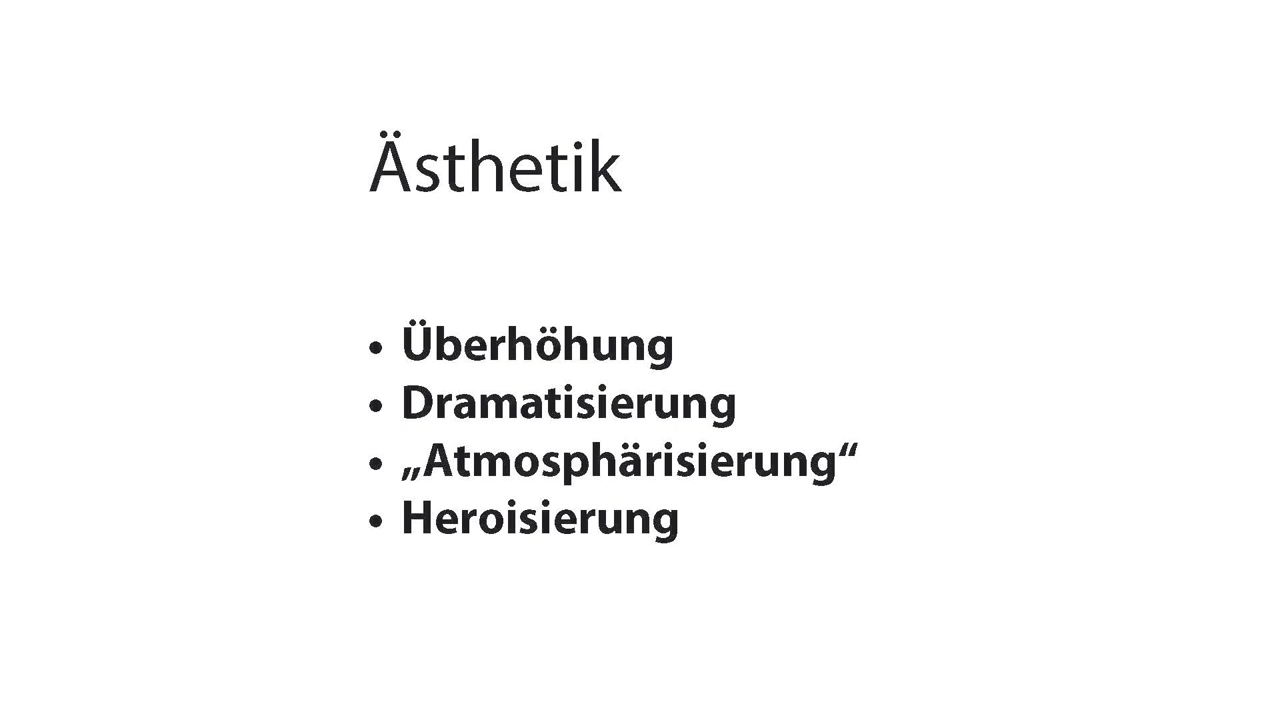 Ästhetik
• Überhöhung
• Dramatisierung
• „Atmosphärisierung“
• Heroisierung